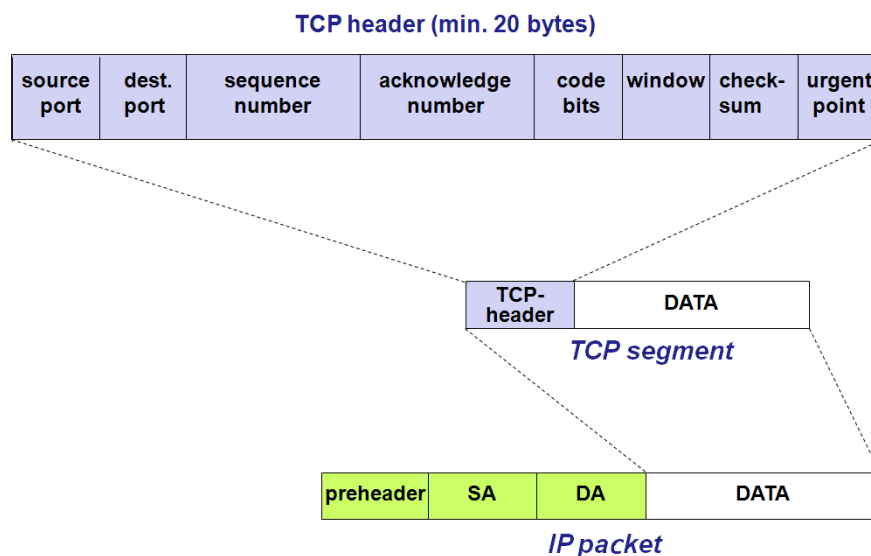 TCP header (min. 20 bytes)
source dest. sequence acknowledge code window check- urgent
port port number number bits sum point
TCP- DATA
header
TCP segment
preheader SA DA DATA
IP packet